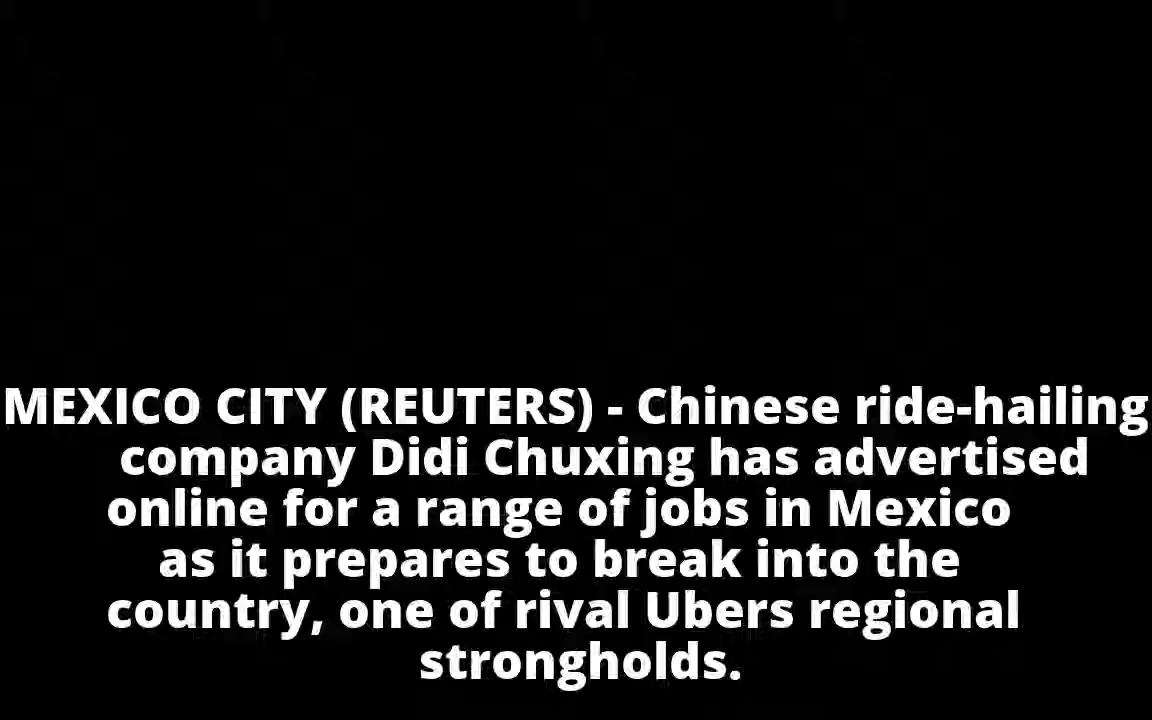 MEXICO CITY (REUTERS) - Chinese ride-hailing
company Didi Chuxing has advertised
online for a range of jobs in Mexico
as it prepares to break into the
country, one of rival Ubers regional
strongholds.